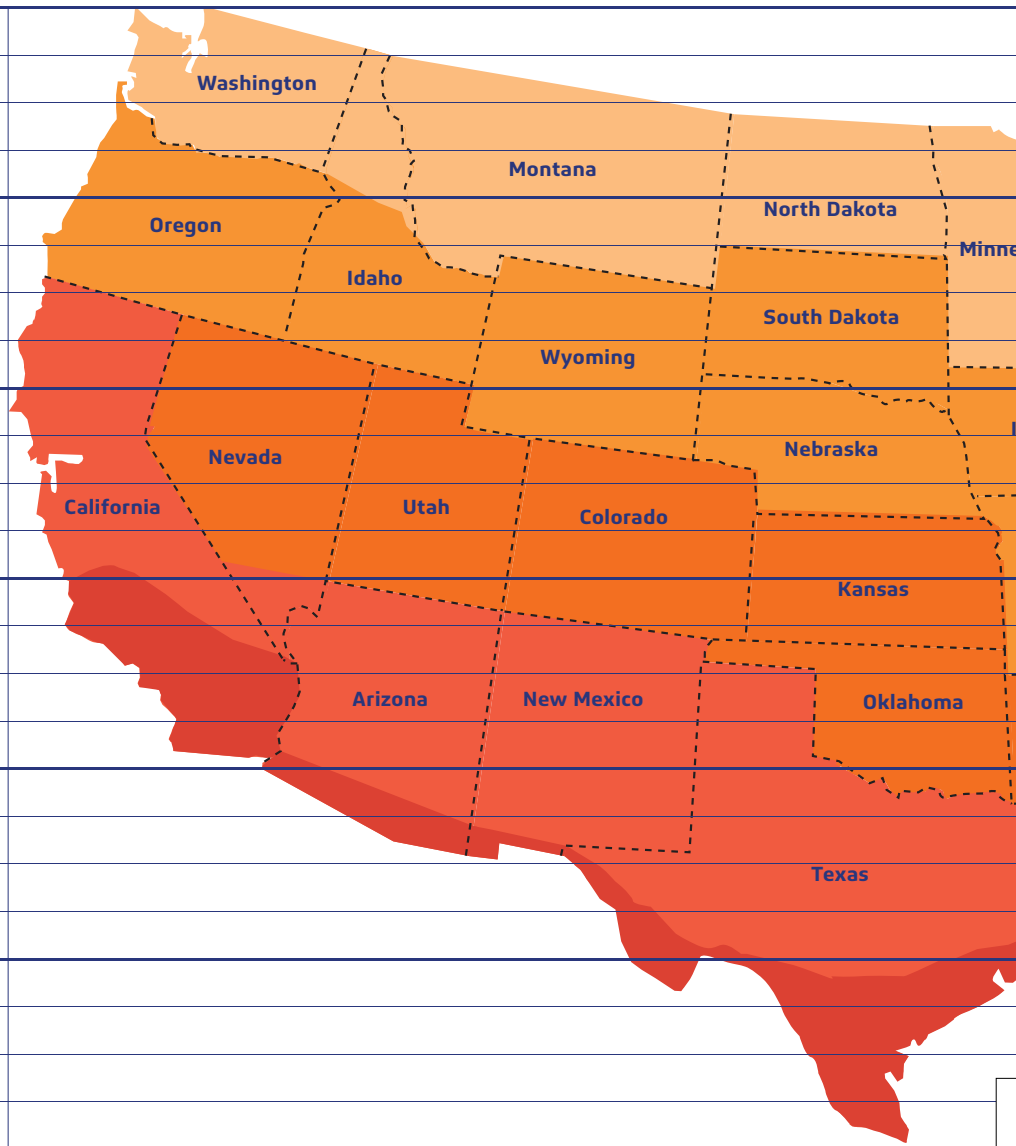 Washington
Montana
North Dakota
Oregon
Minne
Idaho
South Dakota
Wyoming
Nebraska
Nevada
California
Utah
Colorado
Kansas
Arizona
New Mexico
Oklahoma
Texas